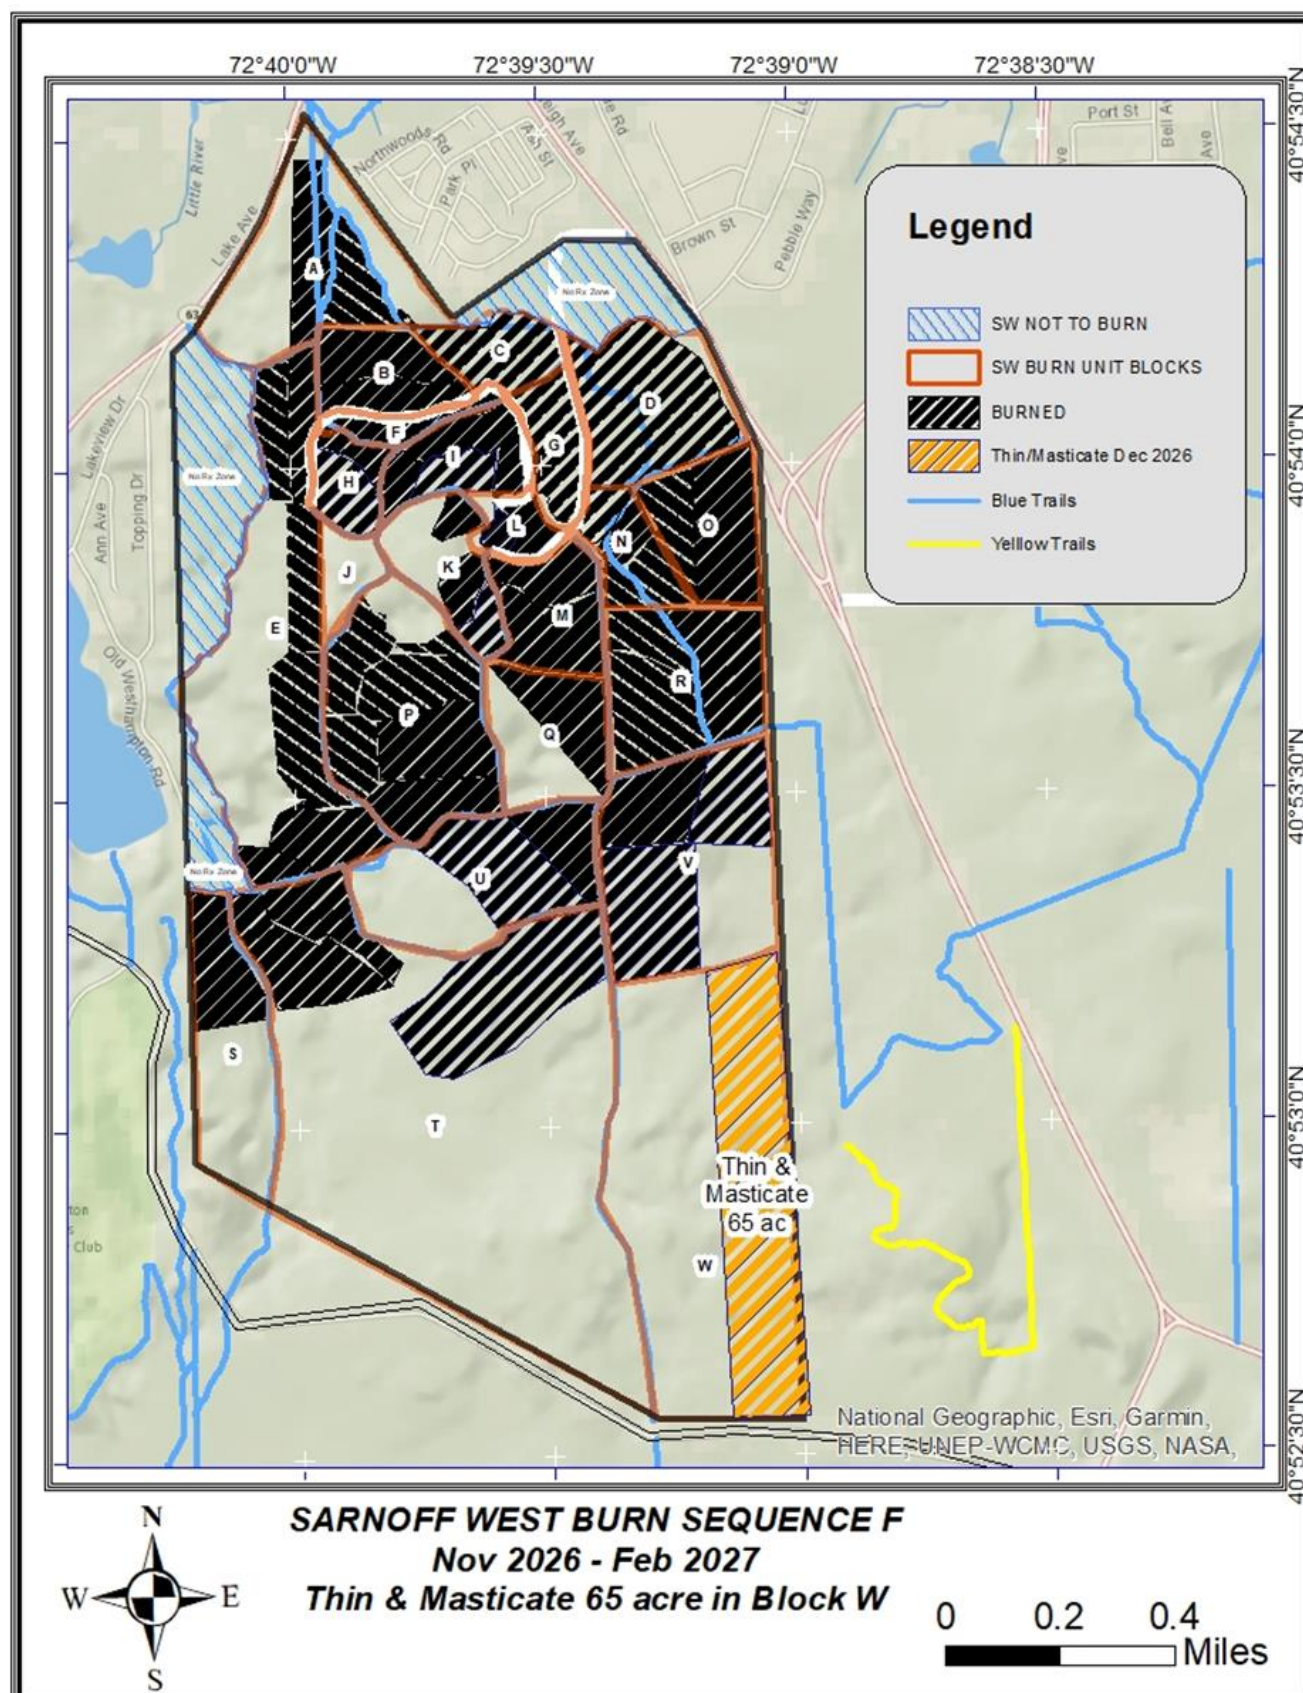 72°40'0"W 72°39'30"W 72°39'0"W 72°38'30"W
40°54'30"N
40°54'0"N
40°53'30"N
40°53'0"N
40°52'30"N
Little River
Lake Ave
Northwoods Rd
Park Pl
Ash St
Brown St
Pebble Way
Port St
Ave
63
Lakeview Dr
Ann Ave
Topping Dr
Old Westhampton Rd
Club
No Rx Zone
No Rx Zone
No Rx Zone
A
B
C
D
E
F
G
H
I
J
K
L
M
N
O
P
Q
R
S
T
U
V
W
Thin &
Masticate
65 ac
Legend
SW NOT TO BURN
SW BURN UNIT BLOCKS
BURNED
Thin/Masticate Dec 2026
Blue Trails
Yelllow Trails
National Geographic, Esri, Garmin,
HERE, UNEP-WCMC, USGS, NASA,
N
W E
S
SARNOFF WEST BURN SEQUENCE F
Nov 2026 - Feb 2027
Thin & Masticate 65 acre in Block W
0 0.2 0.4
Miles